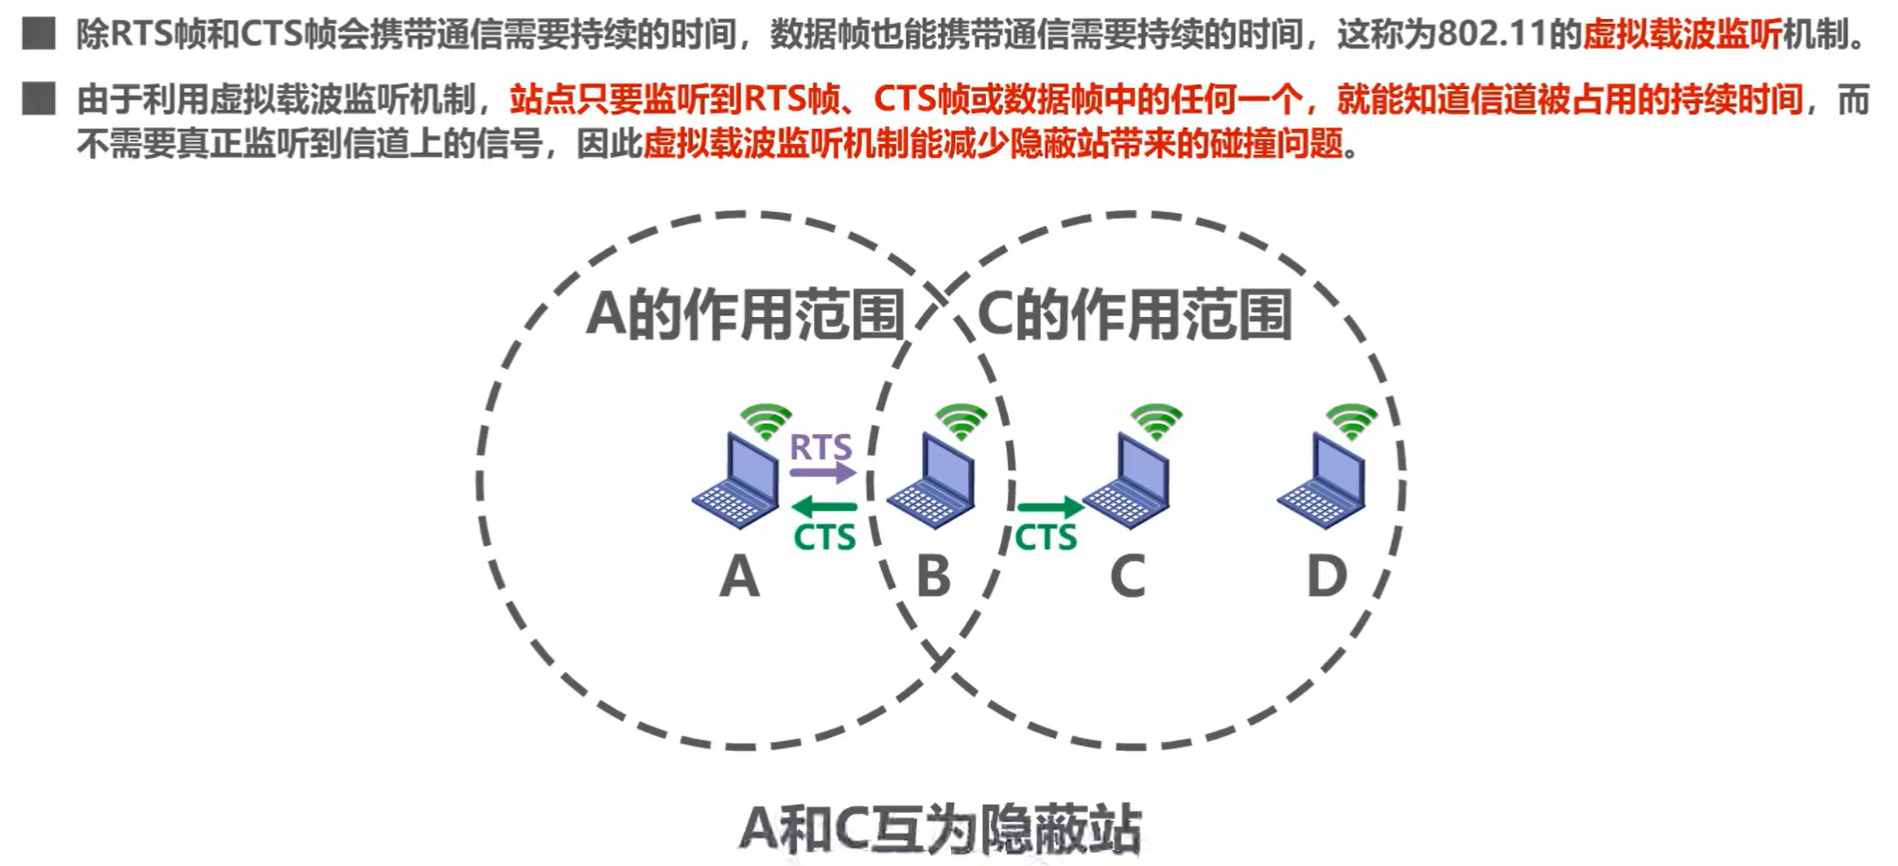 除RTS帧和CTS帧会携带通信需要持续的时间，数据帧也能携带通信需要持续的时间，这称为802.11的虚拟载波监听机制。
由于利用虚拟载波监听机制，站点只要监听到RTS帧、CTS帧或数据帧中的任何一个，就能知道信道被占用的持续时间，而
不需要真正监听到信道上的信号，因此虚拟载波监听机制能减少隐蔽站带来的碰撞问题。
A的作用范围
C的作用范围
RTS
CTS
CTS
A
B
C
D
A和C互为隐蔽站